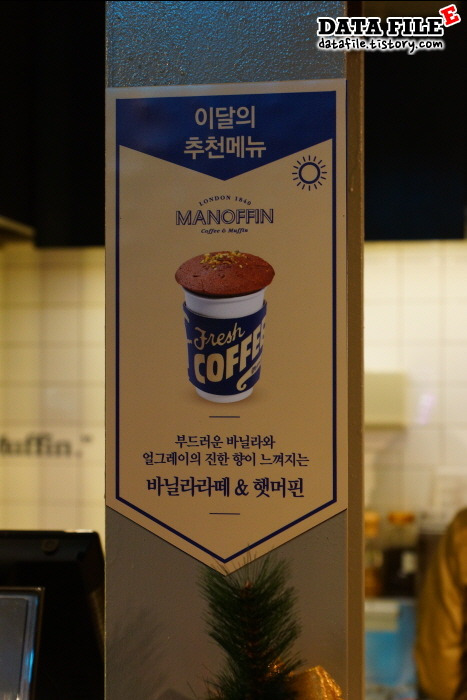 DATA FILE E
datafile.tistory.com
이달의
추천메뉴
LONDON 1840
MANOFFIN
Coffee & Muffin
Fresh
COFFEE
부드러운 바닐라와
얼그레이의 진한 향이 느껴지는
바닐라라떼 & 햇머핀
uffin."